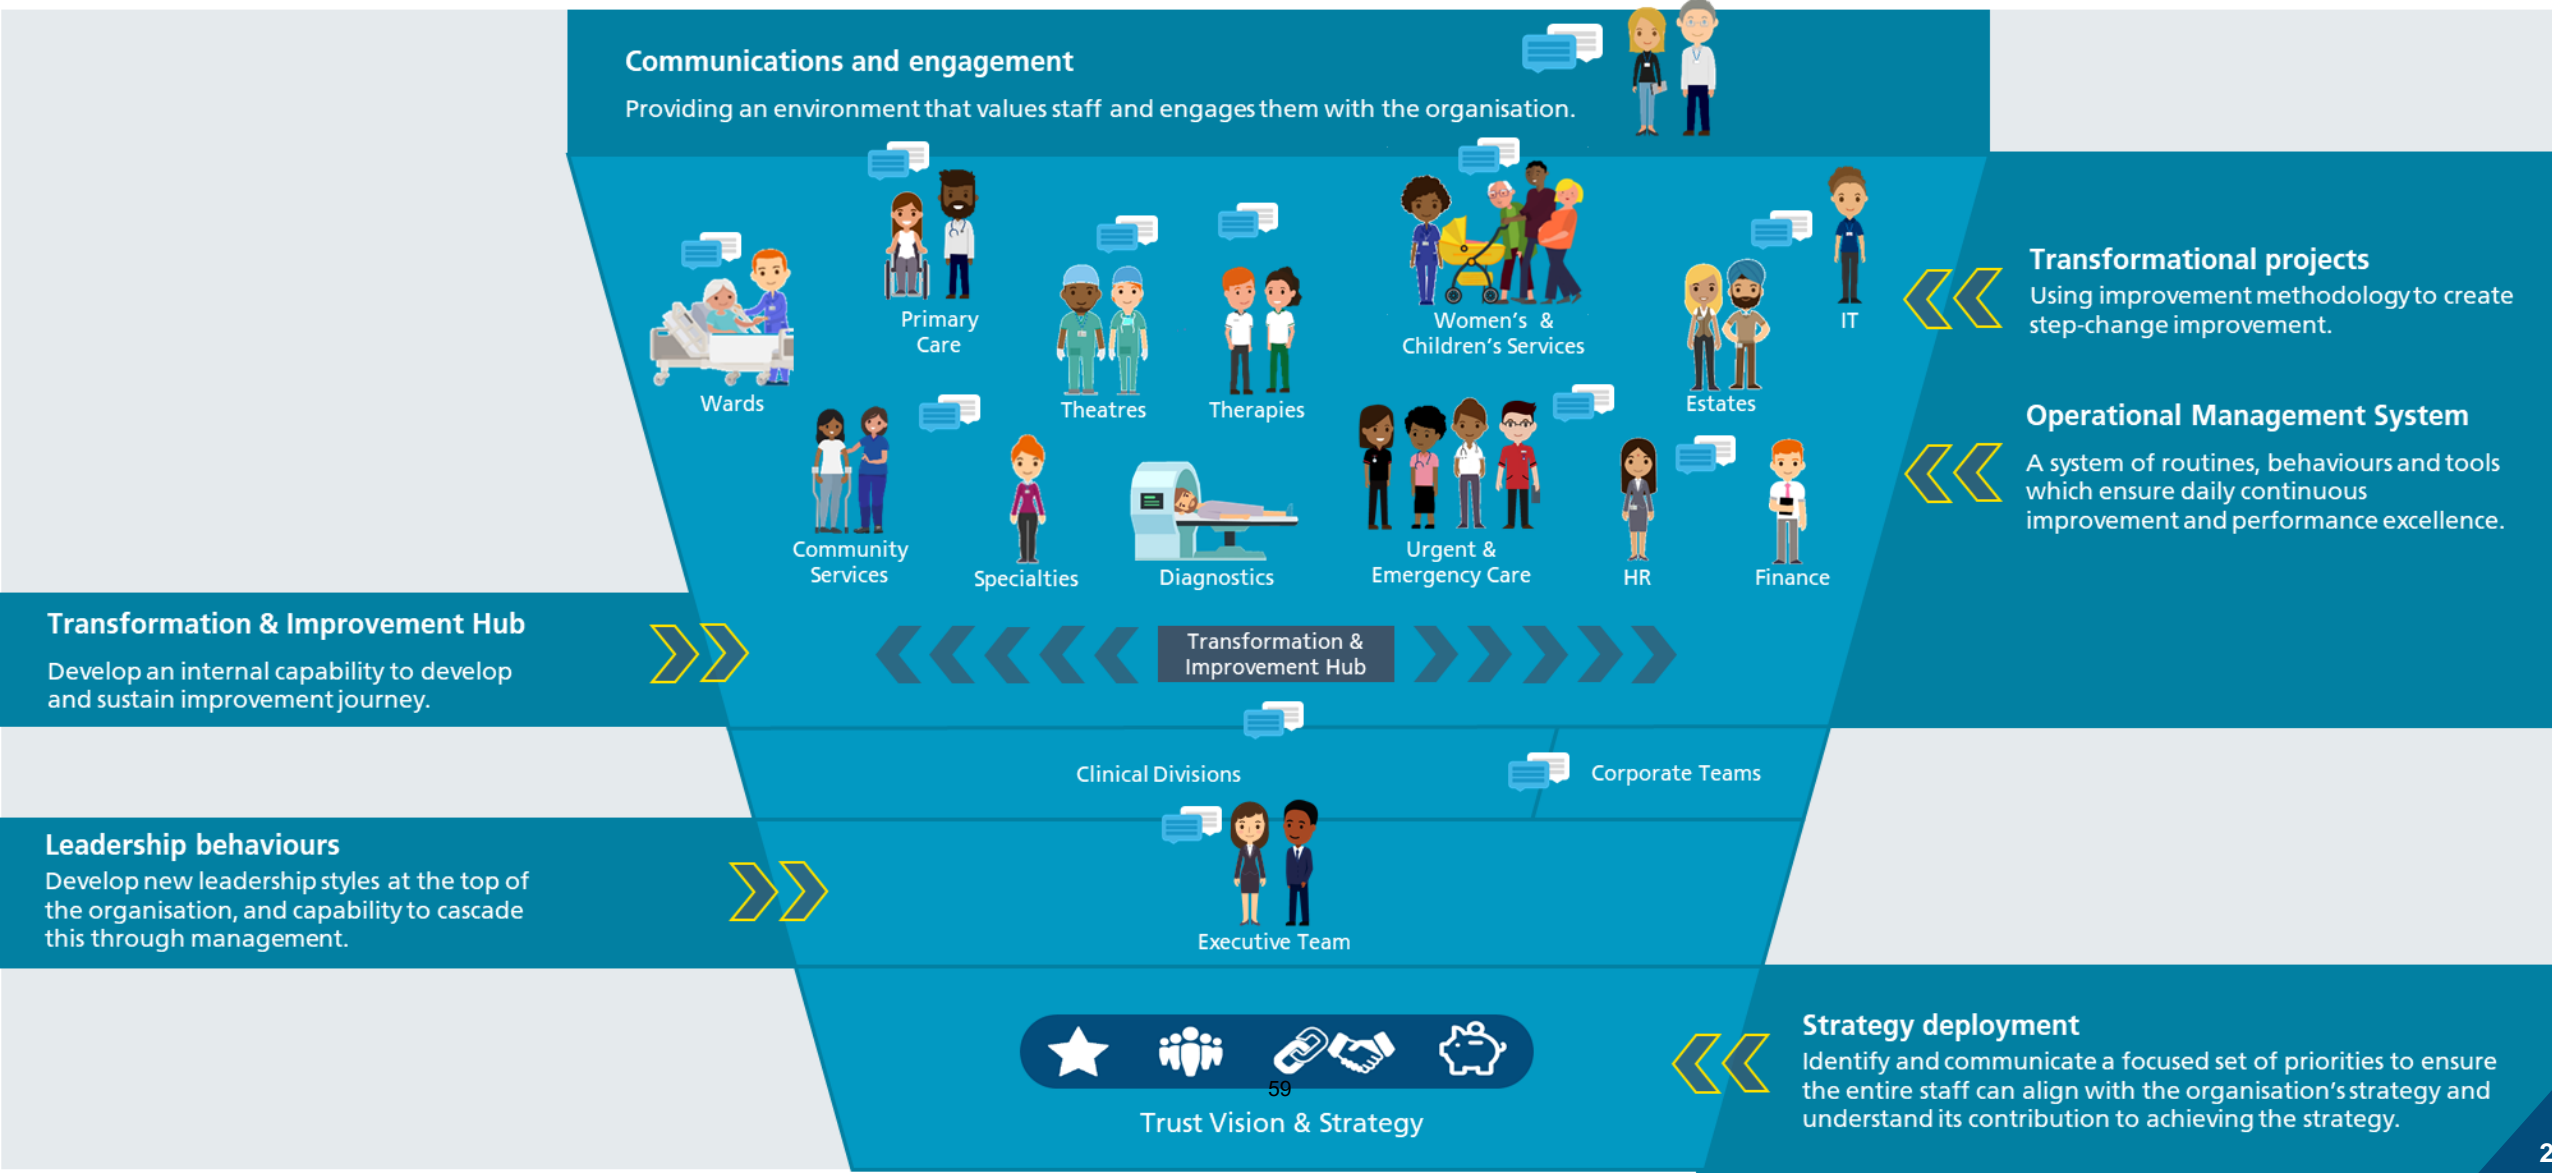 Communications and engagement
Providing an environment that values staff and engages them with the organisation.
Primary
Care
Wards
Theatres
Therapies
Women's &
Children's Services
Estates
IT
Community
Services
Specialties
Diagnostics
Urgent &
Emergency Care
HR
Finance
Transformational projects
Using improvement methodology to create
step-change improvement.
Operational Management System
A system of routines, behaviours and tools
which ensure daily continuous
improvement and performance excellence.
Transformation & Improvement Hub
Develop an internal capability to develop
and sustain improvement journey.
Transformation &
Improvement Hub
Clinical Divisions
Corporate Teams
Leadership behaviours
Develop new leadership styles at the top of
the organisation, and capability to cascade
this through management.
Executive Team
59
Trust Vision & Strategy
Strategy deployment
Identify and communicate a focused set of priorities to ensure
the entire staff can align with the organisation's strategy and
understand its contribution to achieving the strategy.
2